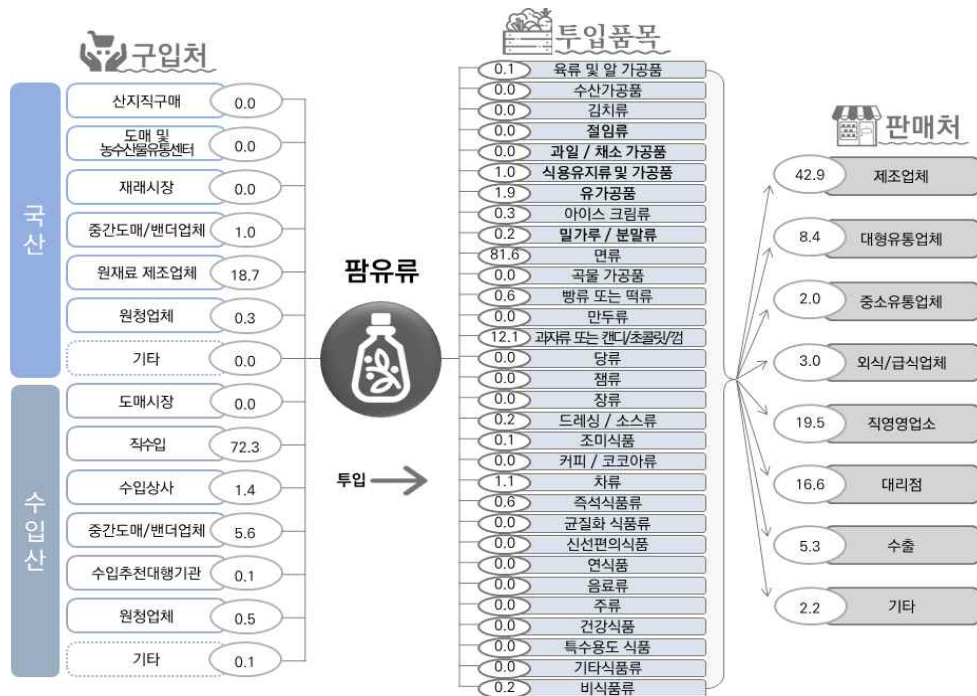 구입처
국산
산지직구매 0.0
도매 및
농수산물유통센터 0.0
재래시장 0.0
중간도매/밴더업체 1.0
원재료 제조업체 18.7
원청업체 0.3
기타 0.0
수입산
도매시장 0.0
직수입 72.3
수입상사 1.4
중간도매/밴더업체 5.6
수입추천대행기관 0.1
원청업체 0.5
기타 0.1
팜유류
투입
투입품목
0.1 육류 및 알 가공품
0.0 수산가공품
0.0 김치류
0.0 절임류
0.0 과일 / 채소 가공품
1.0 식용유지류 및 가공품
1.9 유가공품
0.3 아이스 크림류
0.2 밀가루 / 분말류
81.6 면류
0.0 곡물 가공품
0.6 빵류 또는 떡류
0.0 만두류
12.1 과자류 또는 캔디/초콜릿/껌
0.0 당류
0.0 잼류
0.0 장류
0.2 드레싱 / 소스류
0.1 조미식품
0.0 커피 / 코코아류
1.1 차류
0.6 즉석식품류
0.0 균질화 식품류
0.0 신선편의식품
0.0 연식품
0.0 음료류
0.0 주류
0.0 건강식품
0.0 특수용도 식품
0.0 기타식품류
0.2 비식품류
판매처
42.9 제조업체
8.4 대형유통업체
2.0 중소유통업체
3.0 외식/급식업체
19.5 직영영업소
16.6 대리점
5.3 수출
2.2 기타